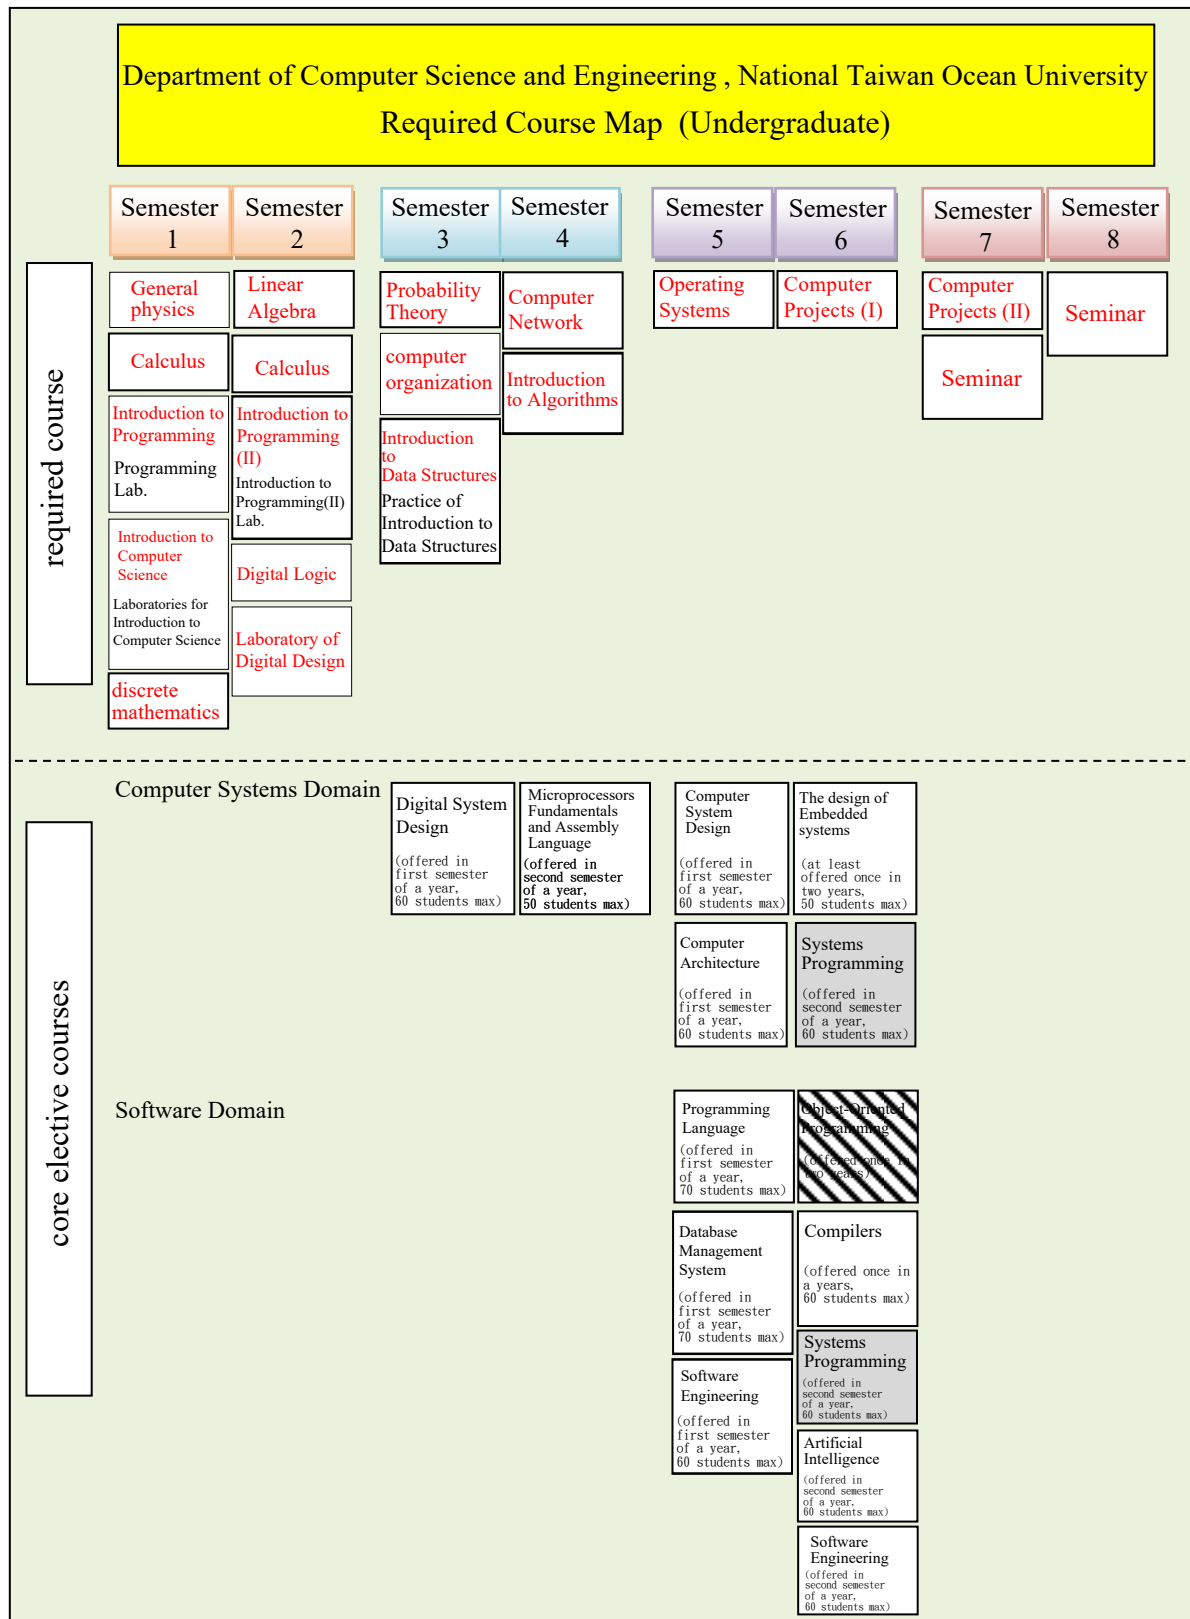 Department of Computer Science and Engineering , National Taiwan Ocean University
Required Course Map (Undergraduate)
Semester
1
Semester
2
Semester
3
Semester
4
Semester
5
Semester
6
Semester
7
Semester
8
required course
General
physics
Calculus
Introduction to
Programming
Programming
Lab.
Introduction to
Computer
Science
Laboratories for
Introduction to
Computer Science
discrete
mathematics
Linear
Algebra
Calculus
Introduction to
Programming
(II)
Introduction to
Programming(II)
Lab.
Digital Logic
Laboratory of
Digital Design
Probability
Theory
computer
organization
Introduction
to
Data Structures
Practice of
Introduction to
Data Structures
Computer
Network
Introduction
to Algorithms
Operating
Systems
Computer
Projects (I)
Computer
Projects (II)
Seminar
Seminar
core elective courses
Computer Systems Domain
Digital System
Design
(offered in
first semester
of a year,
60 students max)
Microprocessors
Fundamentals
and Assembly
Language
(offered in
second semester
of a year,
50 students max)
Computer
System
Design
(offered in
first semester
of a year,
60 students max)
The design of
Embedded
systems
(at least
offered once in
two years,
50 students max)
Computer
Architecture
(offered in
first semester
of a year,
60 students max)
Systems
Programming
(offered in
second semester
of a year,
60 students max)
Software Domain
Programming
Language
(offered in
first semester
of a year,
70 students max)
Object-Oriented
Programming
(offered once in
two years)
Database
Management
System
(offered in
first semester
of a year,
70 students max)
Compilers
(offered once in
a years,
60 students max)
Systems
Programming
(offered in
second semester
of a year,
60 students max)
Software
Engineering
(offered in
first semester
of a year,
60 students max)
Artificial
Intelligence
(offered in
second semester
of a year,
60 students max)
Software
Engineering
(offered in
second semester
of a year,
60 students max)